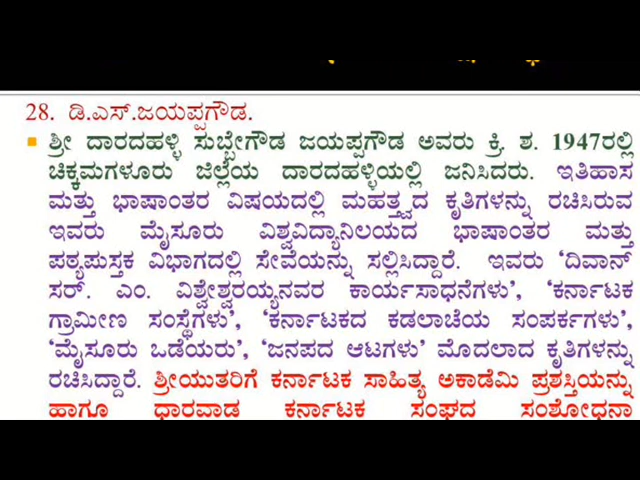 28. ಡಿ.ಎಸ್.ಜಯಪ್ಪಗೌಡ.
ಶ್ರೀ ದಾರದಹಳ್ಳಿ ಸುಬ್ಬೇಗೌಡ ಜಯಪ್ಪಗೌಡ ಅವರು ಕ್ರಿ. ಶ. 1947ರಲ್ಲಿ
ಚಿಕ್ಕಮಗಳೂರು ಜಿಲ್ಲೆಯ ದಾರದಹಳ್ಳಿಯಲ್ಲಿ ಜನಿಸಿದರು. ಇತಿಹಾಸ
ಮತ್ತು ಭಾಷಾಂತರ ವಿಷಯದಲ್ಲಿ ಮಹತ್ತ್ವದ ಕೃತಿಗಳನ್ನು ರಚಿಸಿರುವ
ಇವರು ಮೈಸೂರು ವಿಶ್ವವಿದ್ಯಾನಿಲಯದ ಭಾಷಾಂತರ ಮತ್ತು
ಪಠ್ಯಪುಸ್ತಕ ವಿಭಾಗದಲ್ಲಿ ಸೇವೆಯನ್ನು ಸಲ್ಲಿಸಿದ್ದಾರೆ. ಇವರು ‘ದಿವಾನ್
ಸರ್. ಎಂ. ವಿಶ್ವೇಶ್ವರಯ್ಯನವರ ಕಾರ್ಯಸಾಧನೆಗಳು’, ‘ಕರ್ನಾಟಕ
ಗ್ರಾಮೀಣ ಸಂಸ್ಥೆಗಳು’, ‘ಕರ್ನಾಟಕದ ಕಡಲಾಚೆಯ ಸಂಪರ್ಕಗಳು’,
‘ಮೈಸೂರು ಒಡೆಯರು’, ‘ಜನಪದ ಆಟಗಳು’ ಮೊದಲಾದ ಕೃತಿಗಳನ್ನು
ರಚಿಸಿದ್ದಾರೆ. ಶ್ರೀಯುತರಿಗೆ ಕರ್ನಾಟಕ ಸಾಹಿತ್ಯ ಅಕಾಡೆಮಿ ಪ್ರಶಸ್ತಿಯನ್ನು
ಹಾಗೂ ಧಾರವಾಡ ಕರ್ನಾಟಕ ಸಂಘದ ಸಂಶೋಧನಾ